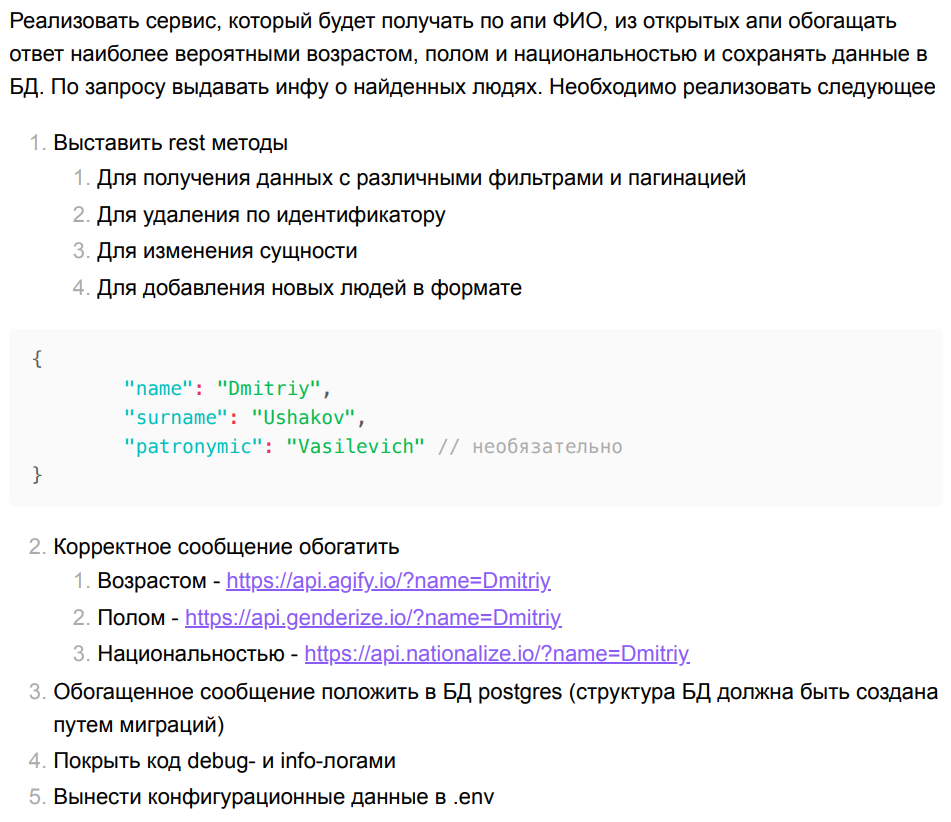 Реализовать сервис, который будет получать по апи ФИО, из открытых апи обогащать
ответ наиболее вероятными возрастом, полом и национальностью и сохранять данные в
БД. По запросу выдавать инфу о найденных людях. Необходимо реализовать следующее
1. Выставить rest методы
1. Для получения данных с различными фильтрами и пагинацией
2. Для удаления по идентификатору
3. Для изменения сущности
4. Для добавления новых людей в формате
{
"name": "Dmitriy",
"surname": "Ushakov",
"patronymic": "Vasilevich" // необязательно
}
2. Корректное сообщение обогатить
1. Возрастом - https://api.agify.io/?name=Dmitriy
2. Полом - https://api.genderize.io/?name=Dmitriy
3. Национальностью - https://api.nationalize.io/?name=Dmitriy
3. Обогащенное сообщение положить в БД postgres (структура БД должна быть создана
путем миграций)
4. Покрыть код debug- и info-логами
5. Вынести конфигурационные данные в .env